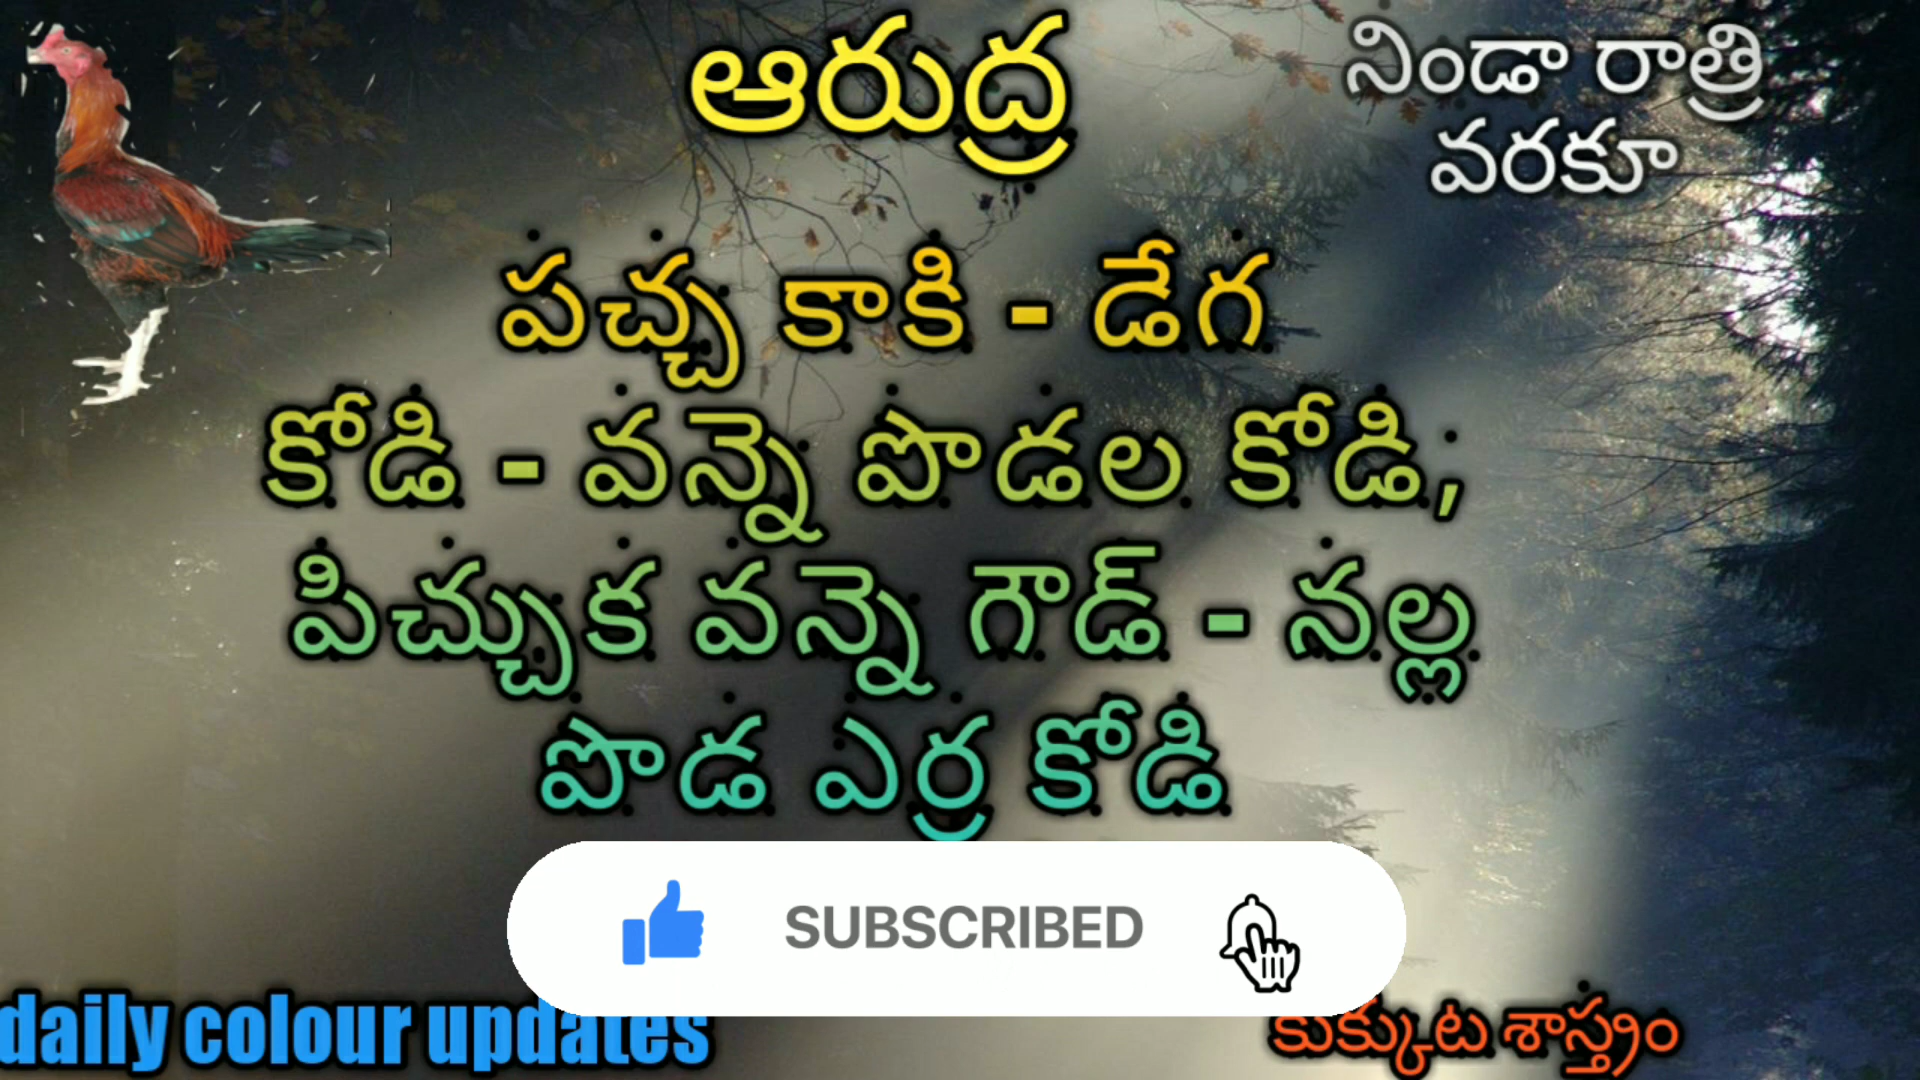 ఆరుద్ర
నిండా రాత్రి
వరకూ
పచ్చ కాకి - డేగ
కోడి - వన్నె పొడల కోడి,
పిచ్చుక వన్నె గౌడ్ - నల్ల
పొడ ఎర్ర కోడి
SUBSCRIBED
daily colour updates
కుక్కుట శాస్త్రం